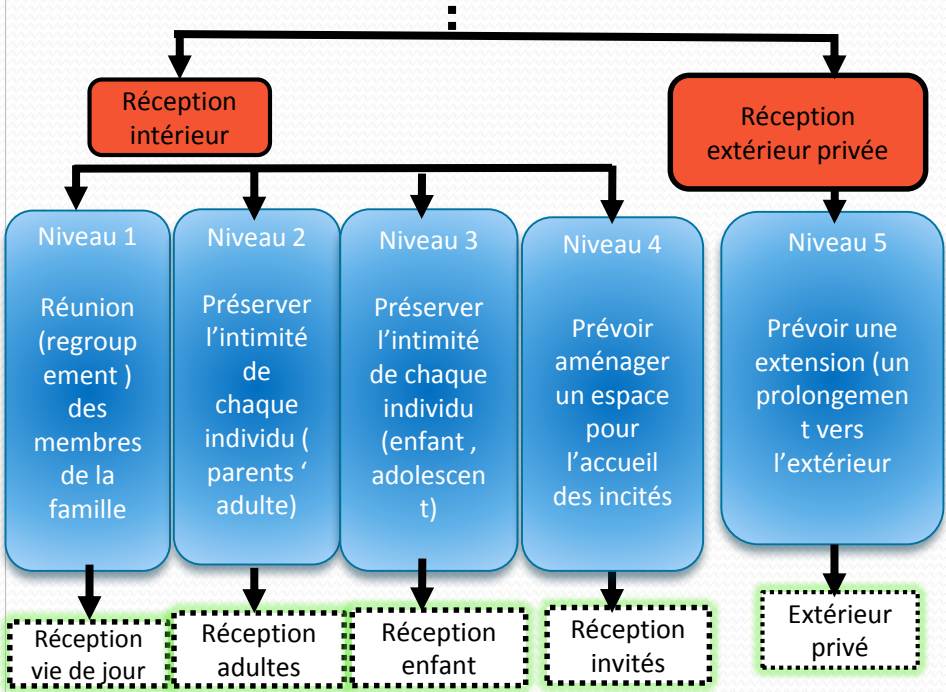 :
Réception
intérieur
Réception
extérieur privée
Niveau 1
Réunion
(regroup
ement )
des
membres
de la
famille
Niveau 2
Préserver
l’intimité
de
chaque
individu (
parents ‘
adulte)
Niveau 3
Préserver
l’intimité
de chaque
individu
(enfant ,
adolescen
t)
Niveau 4
Prévoir
aménager
un espace
pour
l’accueil
des incités
Niveau 5
Prévoir une
extension (un
prolongemen
t vers
l’extérieur
Réception
vie de jour
Réception
adultes
Réception
enfant
Réception
invités
Extérieur
privé